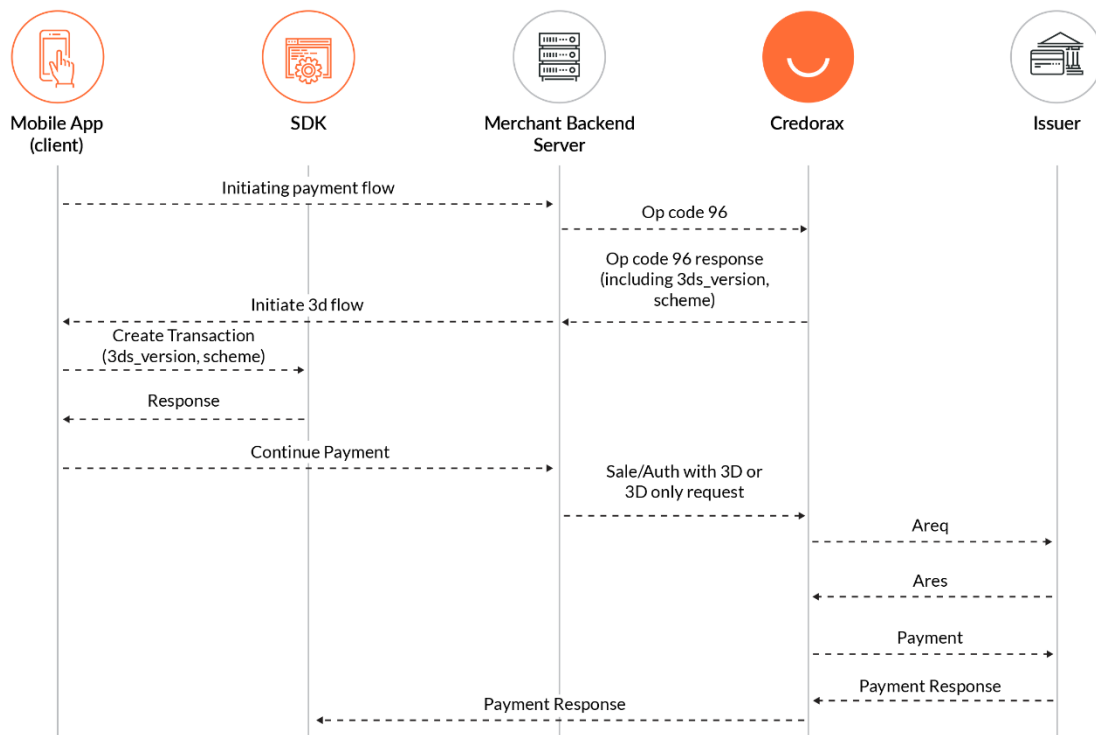 Mobile App
(client)
SDK
Merchant Backend
Server
Credorax
Issuer
Initiating payment flow
Op code 96
Op code 96 response
(including 3ds_version,
scheme)
Initiate 3d flow
Create Transaction
(3ds_version, scheme)
Response
Continue Payment
Sale/Auth with 3D or
3D only request
Areq
Ares
Payment
Payment Response
Payment Response